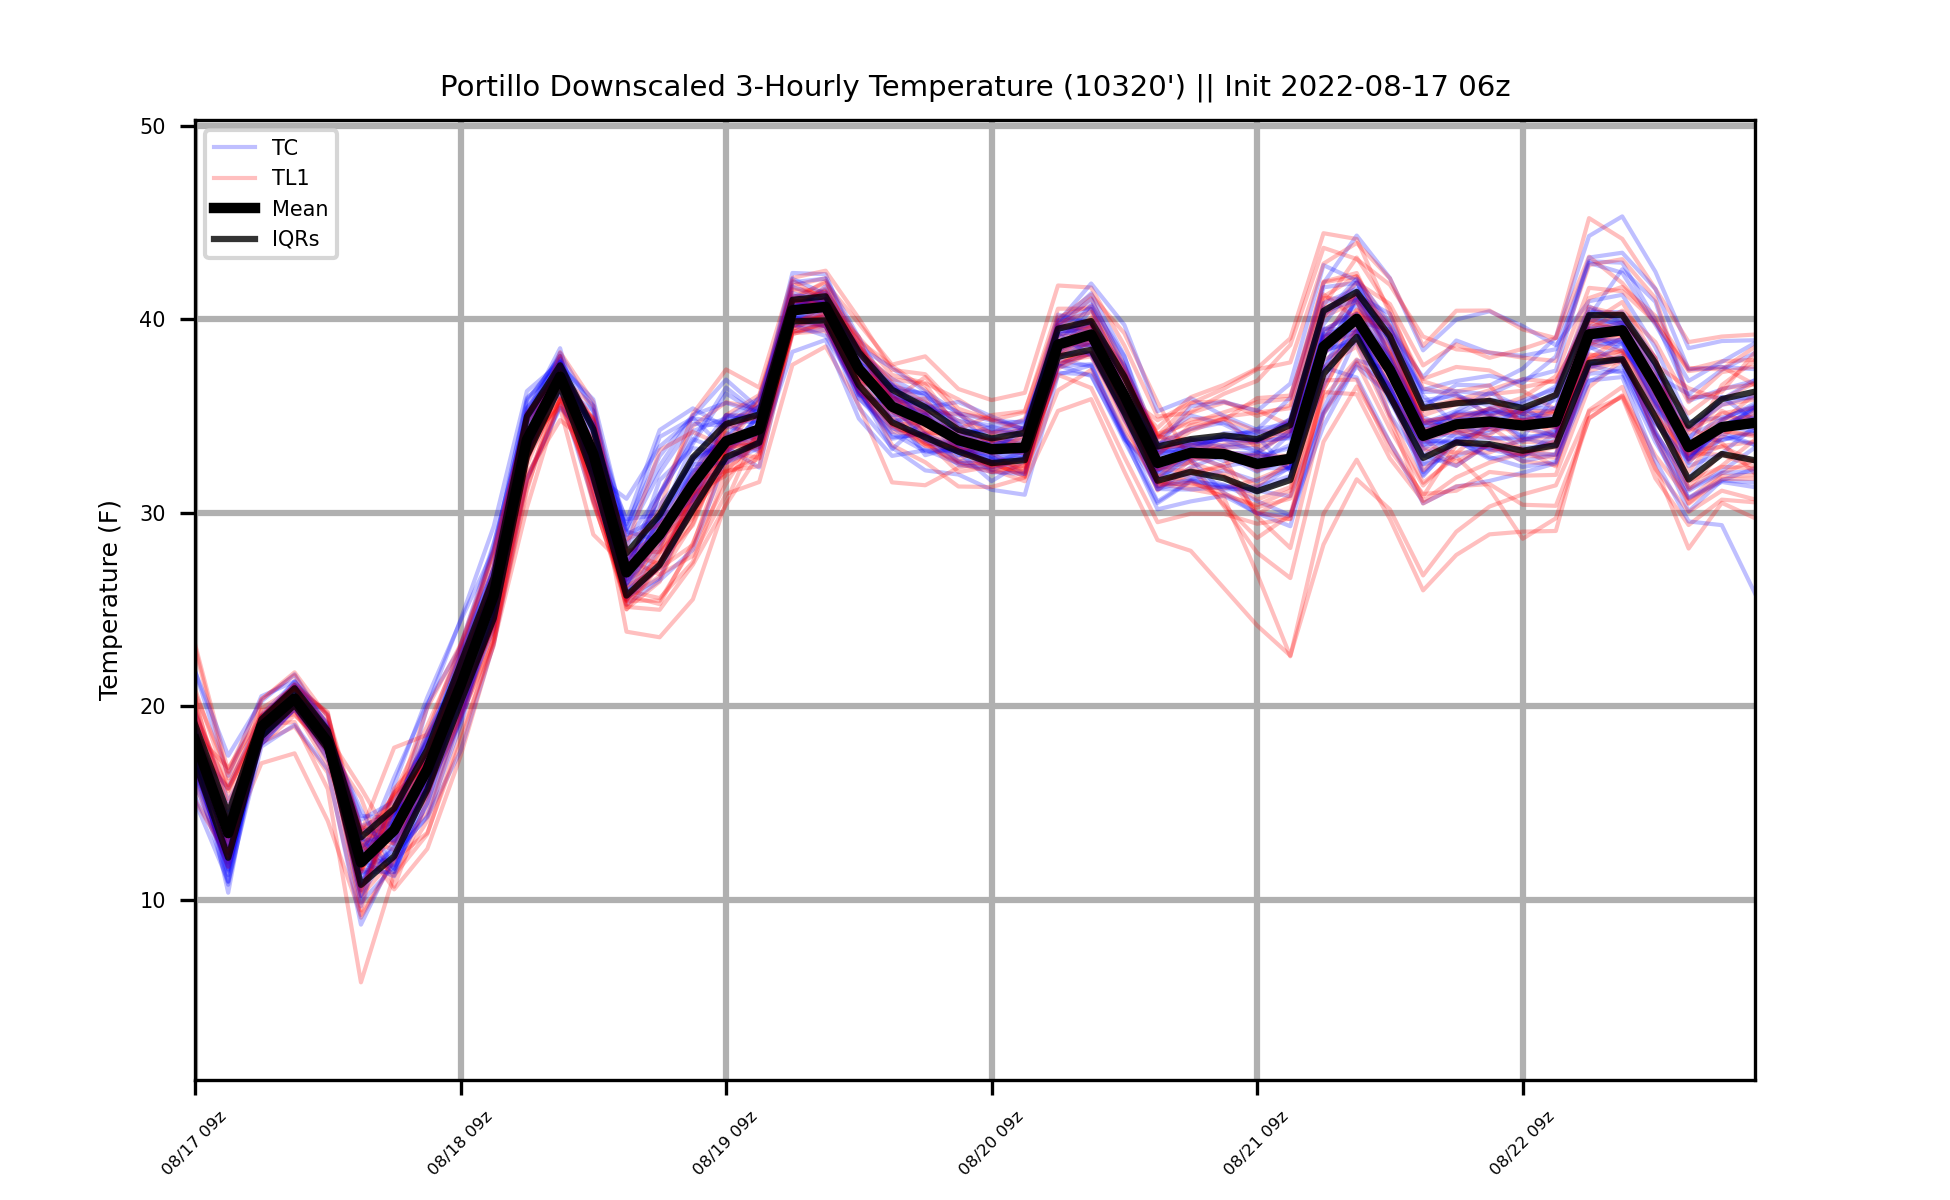 Portillo Downscaled 3-Hourly Temperature (10320') || Init 2022-08-17 06z
TC
TL1
Mean
IQRs
Temperature (F)
50
40
30
20
10
08/17 09z
08/18 09z
08/19 09z
08/20 09z
08/21 09z
08/22 09z